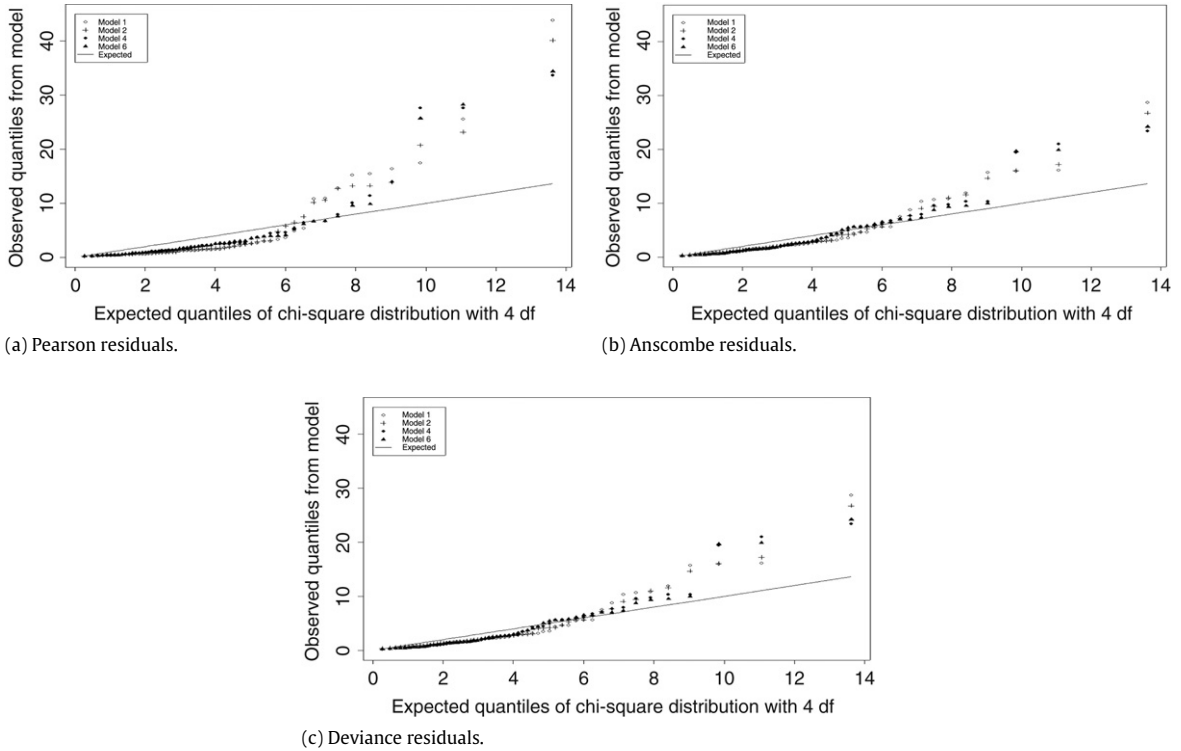 Observed quantiles from model
40
30
20
10
0
Model 1
Model 2
Model 4
Model 6
Expected
0 2 4 6 8 10 12 14
Expected quantiles of chi-square distribution with 4 df
(a) Pearson residuals.
Observed quantiles from model
40
30
20
10
0
Model 1
Model 2
Model 4
Model 6
Expected
0 2 4 6 8 10 12 14
Expected quantiles of chi-square distribution with 4 df
(b) Anscombe residuals.
Observed quantiles from model
40
30
20
10
0
Model 1
Model 2
Model 4
Model 6
Expected
0 2 4 6 8 10 12 14
Expected quantiles of chi-square distribution with 4 df
(c) Deviance residuals.